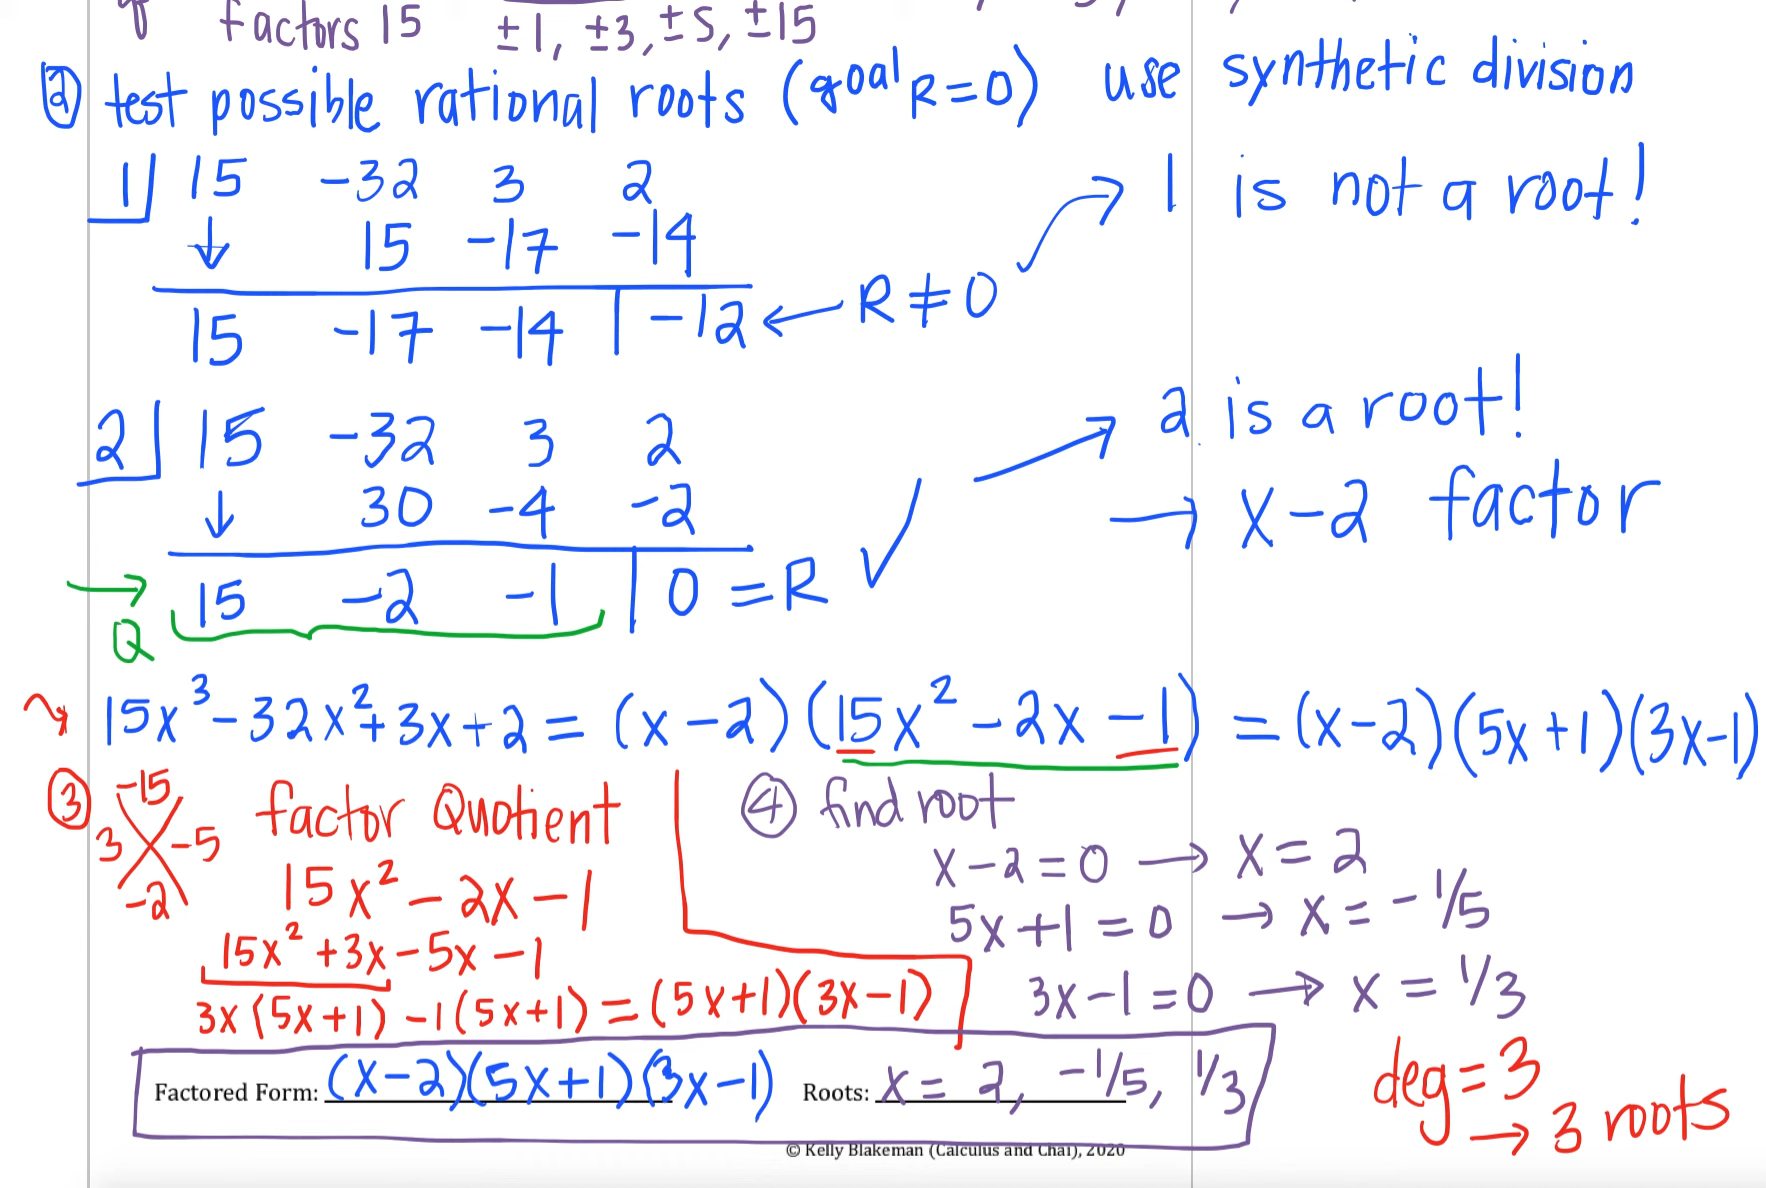 factors 15 ±1, ±3, ±5, ±15
② test possible rational roots (goal R=0) use synthetic division
1 15 -32 3 2
↓ 15 -17 -14
15 -17 -14 | -12 ← R≠0 → 1 is not a root!
2 15 -32 3 2 → 2 is a root!
↓ 30 -4 -2 ✓ → x-2 factor
→ Q 15 -2 -1 | 0 = R
15x³-32x²+3x+2 = (x-2)(15x²-2x-1) = (x-2)(5x+1)(3x-1)
③ -15 3 -5 -2 factor Quotient
15x²-2x-1
15x²+3x-5x-1
3x(5x+1)-1(5x+1) = (5x+1)(3x-1)
④ find root
x-2=0 → x=2
5x+1=0 → x=-1/5
3x-1=0 → x=1/3
Factored Form: (x-2)(5x+1)(3x-1) Roots: x= 2, -1/5, 1/3
deg=3
→ 3 roots
© Kelly Blakeman (Calculus and Chai), 2020